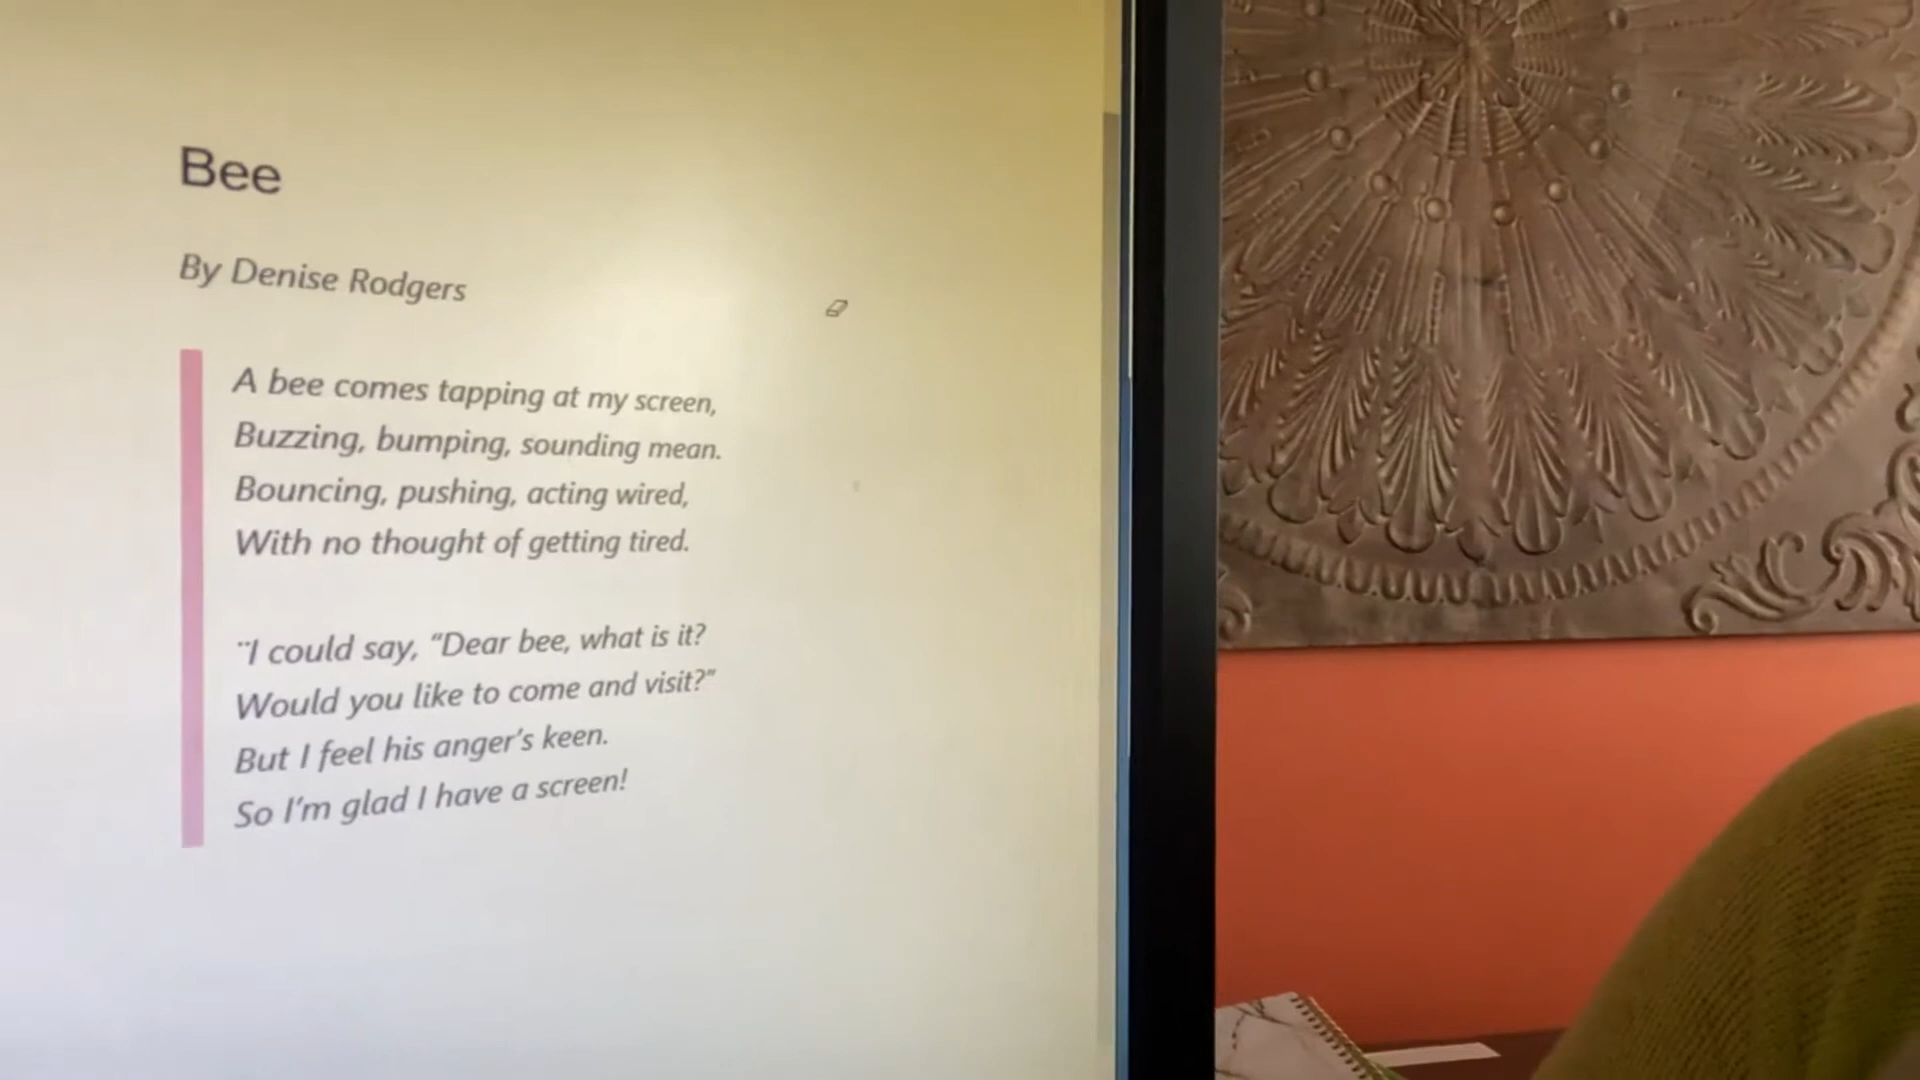 Bee
By Denise Rodgers
A bee comes tapping at my screen,
Buzzing, bumping, sounding mean.
Bouncing, pushing, acting wired,
With no thought of getting tired.
¨I could say, “Dear bee, what is it?
Would you like to come and visit?”
But I feel his anger’s keen.
So I’m glad I have a screen!